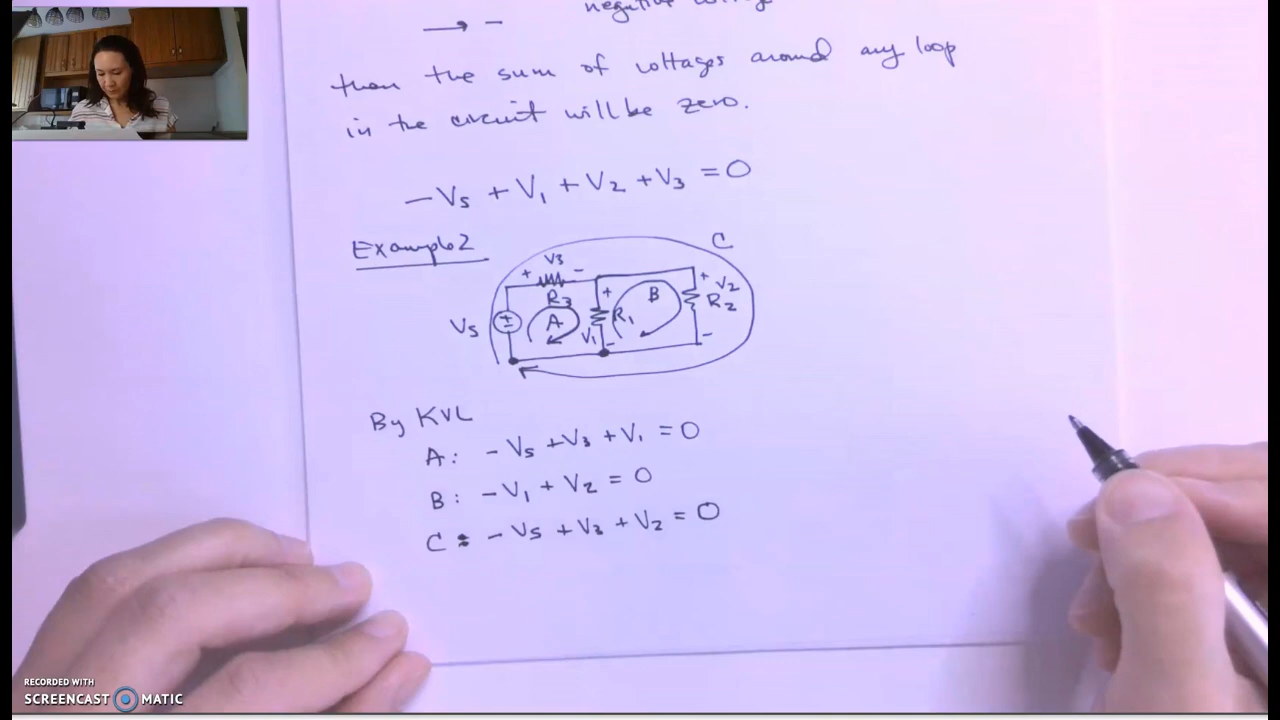 → − negative voltage
then the sum of voltages around any loop
in the circuit will be zero.
−Vs + V1 + V2 + V3 = 0
Example 2
C
+ V3 −
R3
Vs
±
A
+
R1
V1
−
B
+
V2
R2
−
By KVL
A: −Vs + V3 + V1 = 0
B: −V1 + V2 = 0
C: −Vs + V3 + V2 = 0
RECORDED WITH
SCREENCAST MATIC